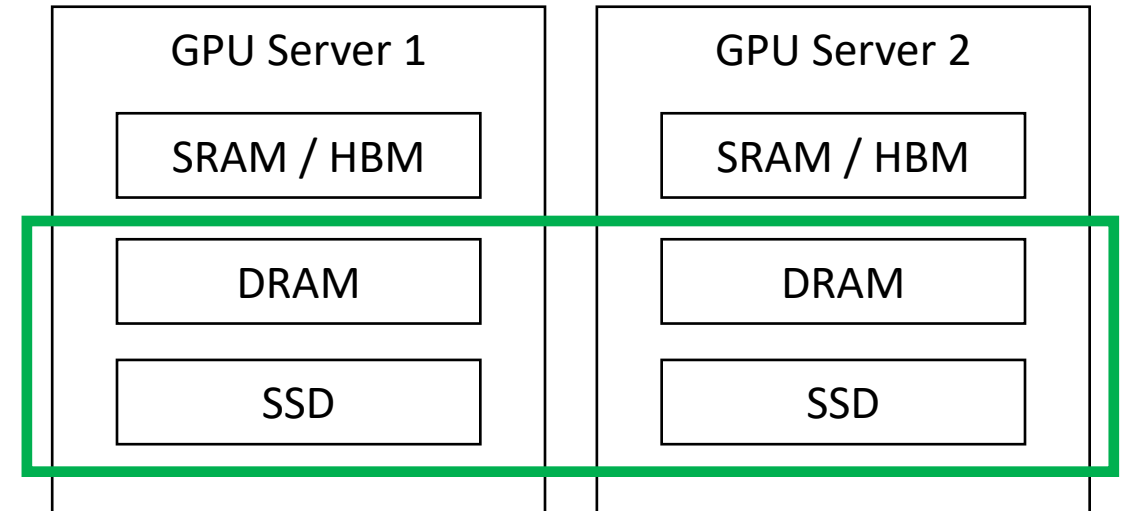 GPU Server 1
SRAM / HBM
DRAM
SSD
GPU Server 2
SRAM / HBM
DRAM
SSD